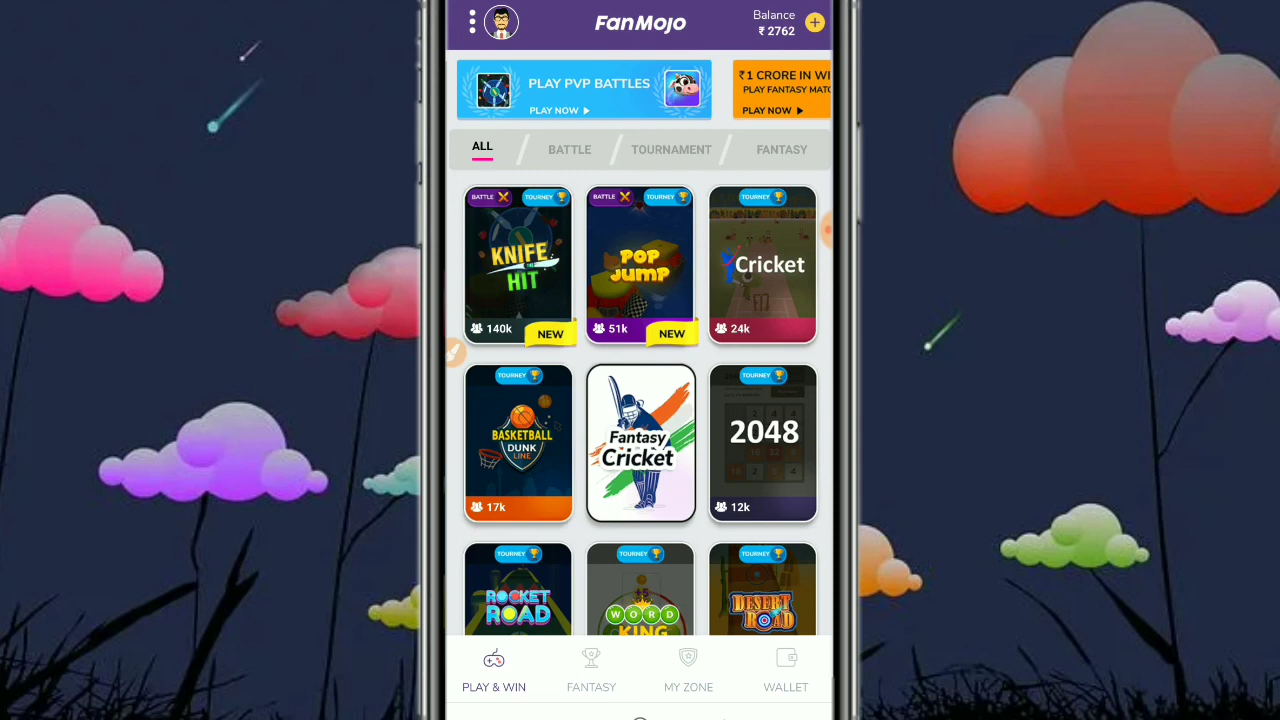 FanMojo
Balance
₹ 2762
PLAY PVP BATTLES
PLAY NOW
₹1 CRORE IN WI
PLAY FANTASY MATC
PLAY NOW
ALL
BATTLE
TOURNAMENT
FANTASY
BATTLE
TOURNEY
KNIFE
HIT
140k
NEW
BATTLE
TOURNEY
POP
JUMP
51k
NEW
TOURNEY
Cricket
24k
TOURNEY
BASKETBALL
DUNK
LINE
17k
Fantasy
Cricket
TOURNEY
2048
12k
TOURNEY
ROCKET
ROAD
TOURNEY
+5
WORD
KING
TOURNEY
DESERT
ROAD
PLAY & WIN
FANTASY
MY ZONE
WALLET